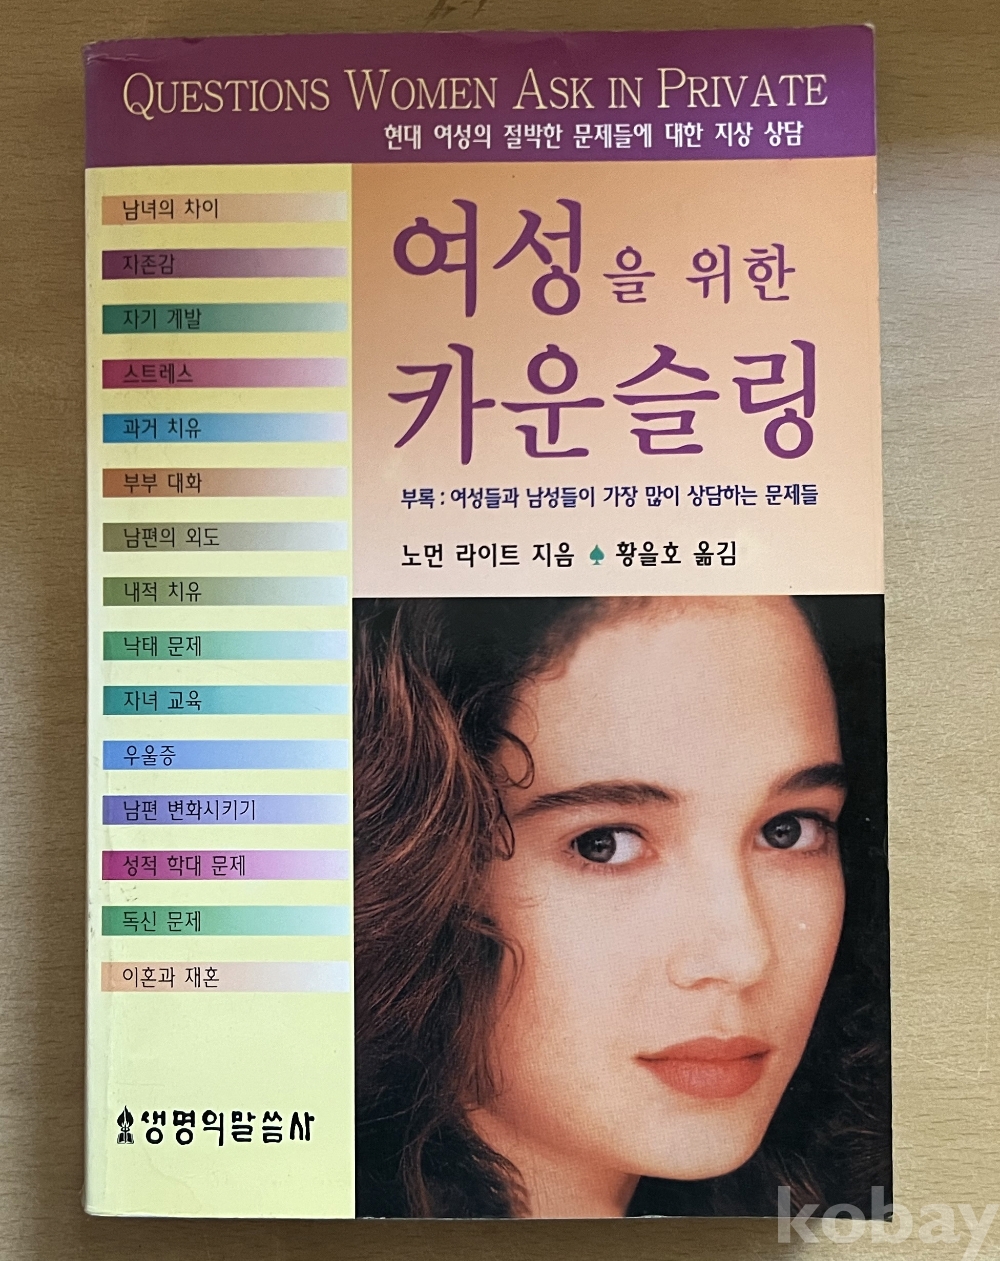 QUESTIONS WOMEN ASK IN PRIVATE
현대 여성의 절박한 문제들에 대한 지상 상담
남녀의 차이
자존감
자기 계발
스트레스
과거 치유
부부 대화
남편의 외도
내적 치유
낙태 문제
자녀 교육
우울증
남편 변화시키기
성적 학대 문제
독신 문제
이혼과 재혼
생명의말씀사
여성을 위한
카운슬링
부록 : 여성들과 남성들이 가장 많이 상담하는 문제들
노먼 라이트 지음 ♠ 황을호 옮김
kobay